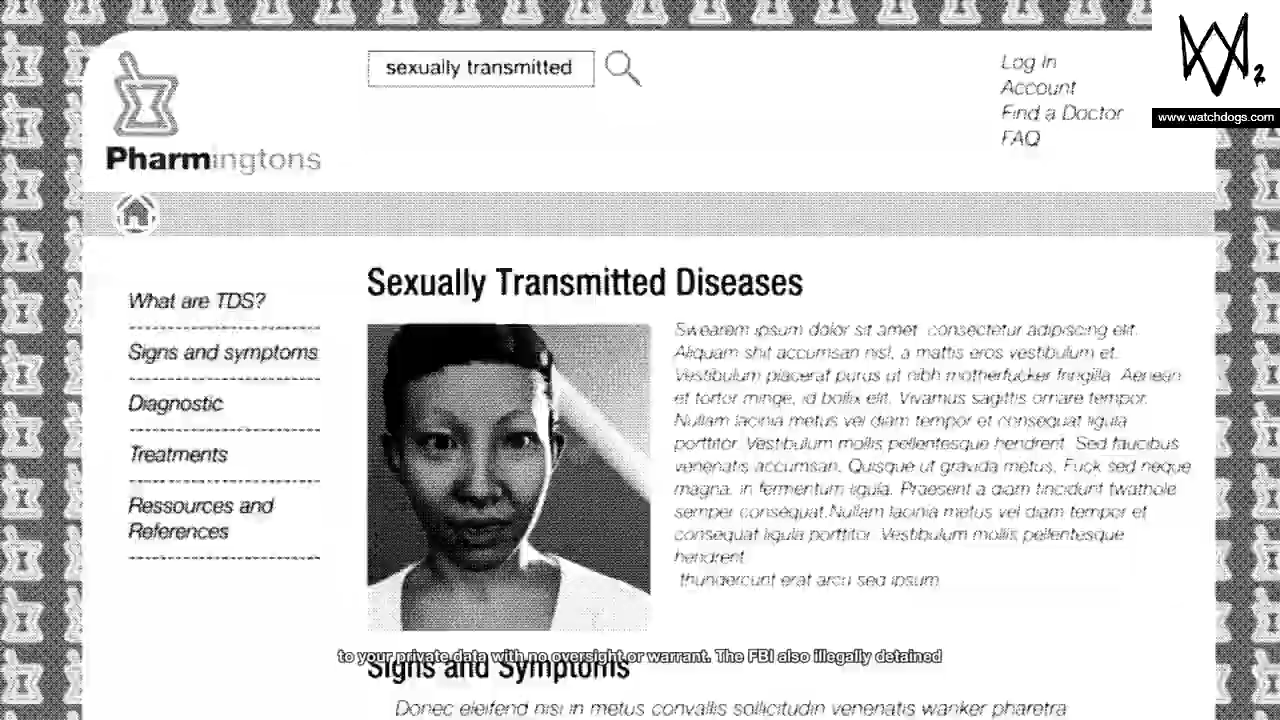 sexually transmitted
Log In
Account
Find a Doctor
FAQ
2
www.watchdogs.com
Pharmingtons
What are TDS?
Signs and symptoms
Diagnostic
Treatments
Ressources and
References
Sexually Transmitted Diseases
Swearem ipsum dolor sit amet, consectetur adipiscing elit.
Aliquam shit accumsan nisl, a mattis eros vestibulum et.
Vestibulum placerat purus ut nibh motherfucker fringilla. Aenean
et tortor minge, id bollix elit. Vivamus sagittis ornare tempor.
Nullam lacinia metus vel diam tempor et consequat ligula
porttitor. Vestibulum mollis pellentesque hendrerit. Sed faucibus
venenatis accumsan. Quisque ut gravida metus. Fuck sed neque
magna, in fermentum ligula. Praesent a diam tincidunt twathole
semper consequat.Nullam lacinia metus vel diam tempor et
consequat ligula porttitor. Vestibulum mollis pellentesque
hendrerit.
thundercunt erat arcu sed ipsum
to your private data with no oversight or warrant. The FBI also illegally detained
Signs and Symptoms
Donec eleifend nisi in metus convallis sollicitudin venenatis wanker pharetra